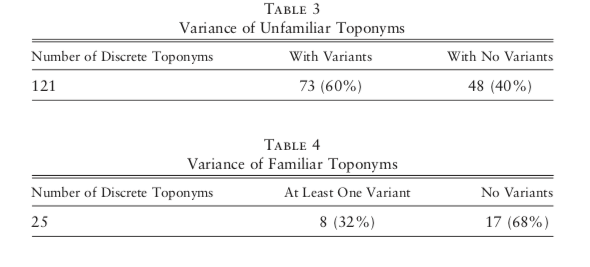 TABLE 3
Variance of Unfamiliar Toponyms
Number of Discrete Toponyms With Variants With No Variants
121 73 (60%) 48 (40%)
TABLE 4
Variance of Familiar Toponyms
Number of Discrete Toponyms At Least One Variant No Variants
25 8 (32%) 17 (68%)